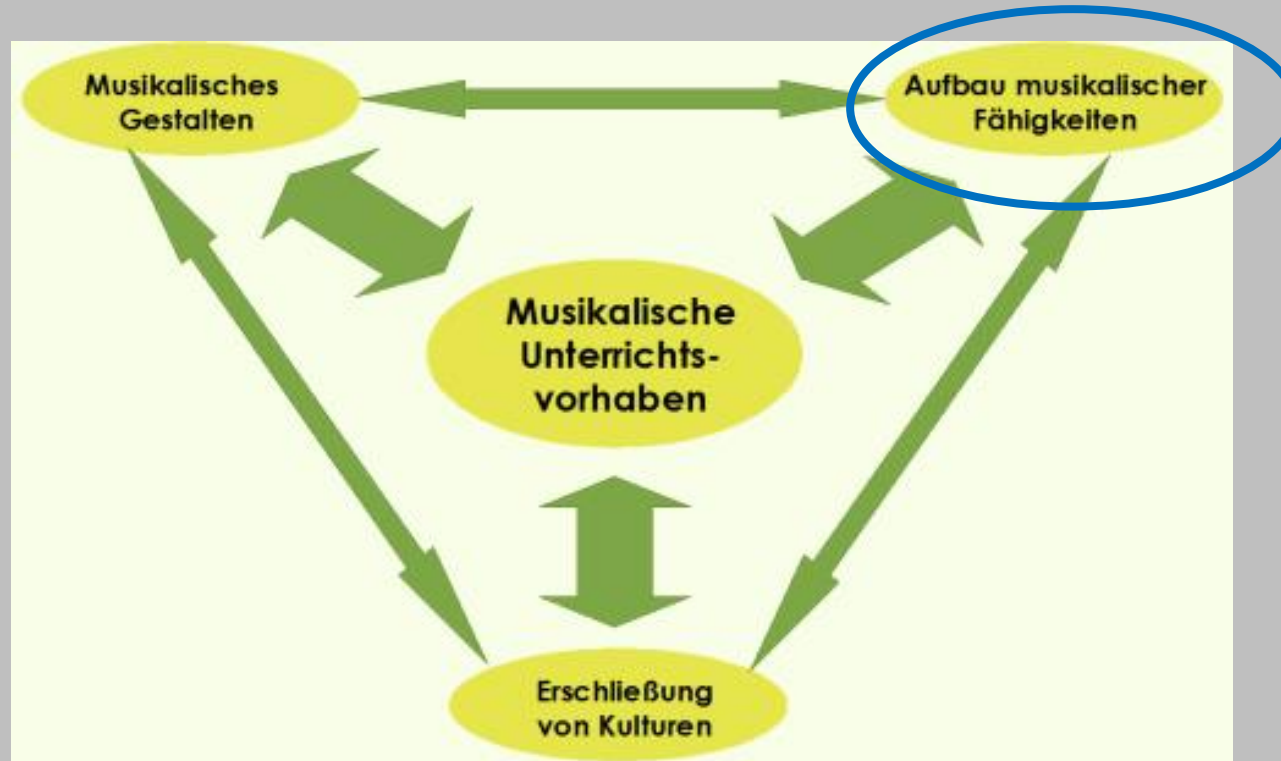 Musikalisches
Gestalten
Aufbau musikalischer
Fähigkeiten
Musikalische
Unterrichts-
vorhaben
Erschließung
von Kulturen